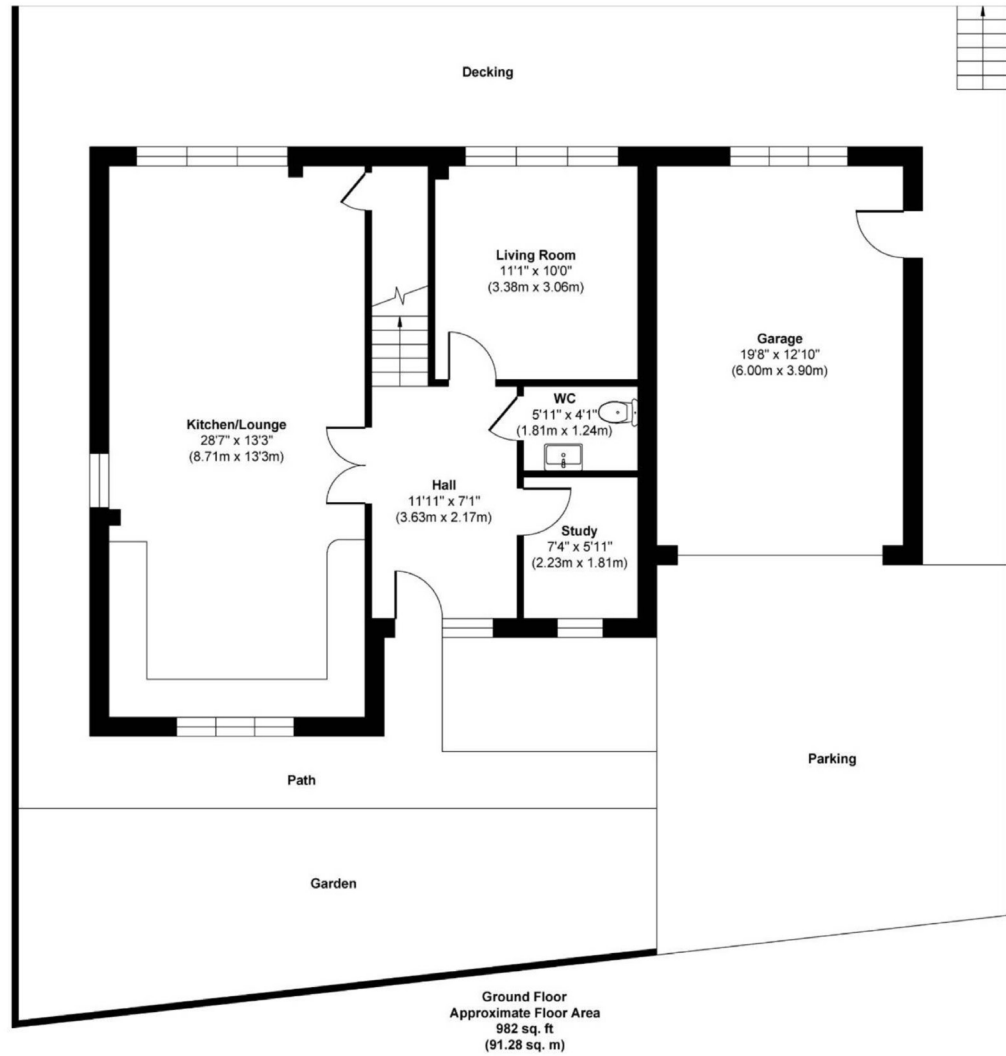 Decking
Living Room
11'1" x 10'0"
(3.38m x 3.06m)
Garage
19'8" x 12'10"
(6.00m x 3.90m)
WC
5'11" x 4'1"
(1.81m x 1.24m)
Kitchen/Lounge
28'7" x 13'3"
(8.71m x 13'3m)
Hall
11'11" x 7'1"
(3.63m x 2.17m)
Study
7'4" x 5'11"
(2.23m x 1.81m)
Parking
Path
Garden
Ground Floor
Approximate Floor Area
982 sq. ft
(91.28 sq. m)